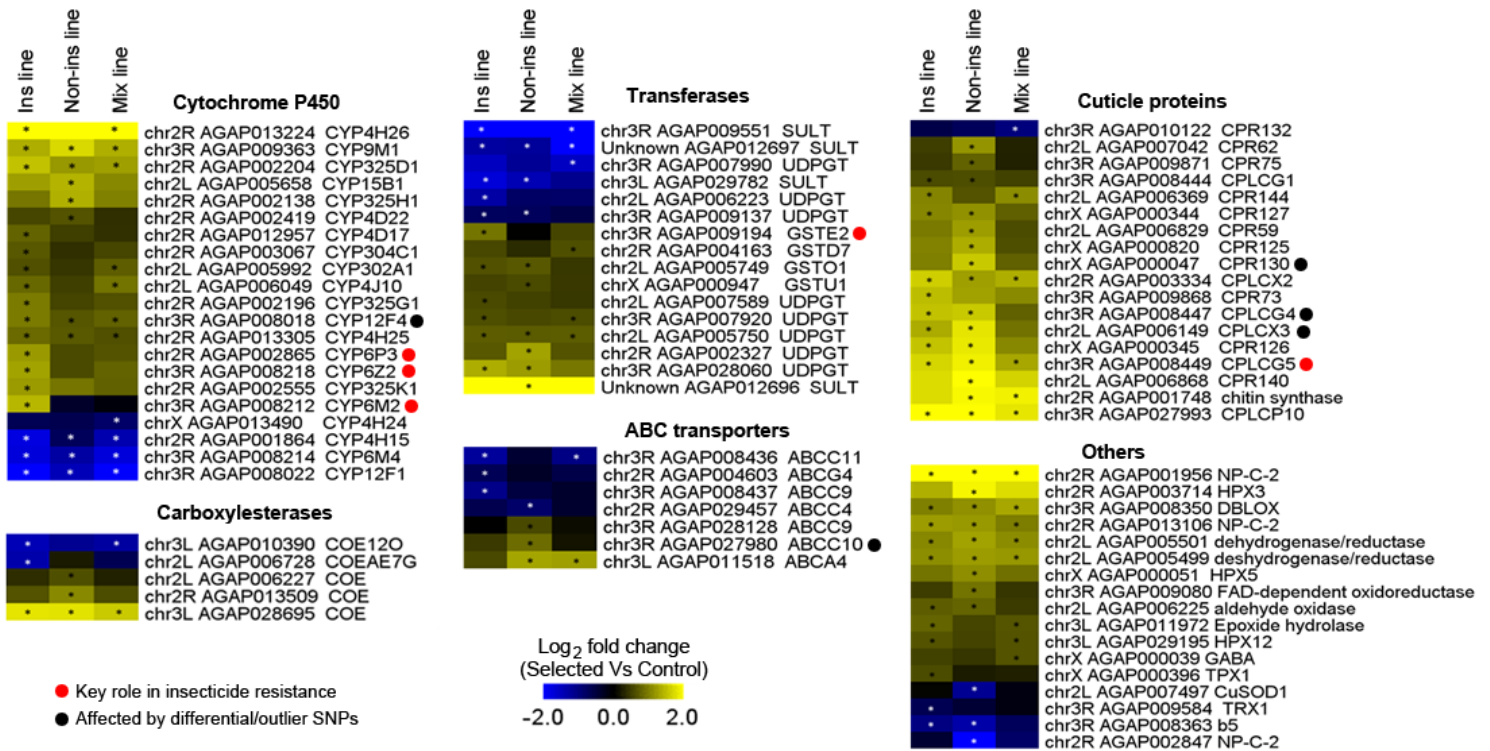 Ins line
Non-ins line
Mix line
Cytochrome P450
chr2R AGAP013224 CYP4H26
chr3R AGAP009363 CYP9M1
chr2R AGAP002204 CYP325D1
chr2L AGAP005658 CYP15B1
chr2R AGAP002138 CYP325H1
chr2R AGAP002419 CYP4D22
chr2R AGAP012957 CYP4D17
chr2R AGAP003067 CYP304C1
chr2L AGAP005992 CYP302A1
chr2L AGAP006049 CYP4J10
chr2R AGAP002196 CYP325G1
chr3R AGAP008018 CYP12F4
chr2R AGAP013305 CYP4H25
chr2R AGAP002865 CYP6P3
chr3R AGAP008218 CYP6Z2
chr2R AGAP002555 CYP325K1
chr3R AGAP008212 CYP6M2
chrX AGAP013490 CYP4H24
chr2R AGAP001864 CYP4H15
chr3R AGAP008214 CYP6M4
chr3R AGAP008022 CYP12F1
Carboxylesterases
chr3L AGAP010390 COE12O
chr2L AGAP006728 COEAE7G
chr2L AGAP006227 COE
chr2R AGAP013509 COE
chr3L AGAP028695 COE
Key role in insecticide resistance
Affected by differential/outlier SNPs
Ins line
Non-ins line
Mix line
Transferases
chr3R AGAP009551 SULT
Unknown AGAP012697 SULT
chr3R AGAP007990 UDPGT
chr3L AGAP029782 SULT
chr2L AGAP006223 UDPGT
chr3R AGAP009137 UDPGT
chr3R AGAP009194 GSTE2
chr2R AGAP004163 GSTD7
chr2L AGAP005749 GSTO1
chrX AGAP000947 GSTU1
chr2L AGAP007589 UDPGT
chr3R AGAP007920 UDPGT
chr2L AGAP005750 UDPGT
chr2R AGAP002327 UDPGT
chr3R AGAP028060 UDPGT
Unknown AGAP012696 SULT
ABC transporters
chr3R AGAP008436 ABCC11
chr2R AGAP004603 ABCG4
chr3R AGAP008437 ABCC9
chr2R AGAP029457 ABCC4
chr3R AGAP028128 ABCC9
chr3R AGAP027980 ABCC10
chr3L AGAP011518 ABCA4
Log2 fold change
(Selected Vs Control)
-2.0 0.0 2.0
Ins line
Non-ins line
Mix line
Cuticle proteins
chr3R AGAP010122 CPR132
chr2L AGAP007042 CPR62
chr3R AGAP009871 CPR75
chr3R AGAP008444 CPLCG1
chr2L AGAP006369 CPR144
chrX AGAP000344 CPR127
chr2L AGAP006829 CPR59
chrX AGAP000820 CPR125
chrX AGAP000047 CPR130
chr2R AGAP003334 CPLCX2
chr3R AGAP009868 CPR73
chr3R AGAP008447 CPLCG4
chr2L AGAP006149 CPLCX3
chrX AGAP000345 CPR126
chr3R AGAP008449 CPLCG5
chr2L AGAP006868 CPR140
chr2R AGAP001748 chitin synthase
chr3R AGAP027993 CPLCP10
Others
chr2R AGAP001956 NP-C-2
chr2R AGAP003714 HPX3
chr3R AGAP008350 DBLOX
chr2R AGAP013106 NP-C-2
chr2L AGAP005501 dehydrogenase/reductase
chr2L AGAP005499 deshydrogenase/reductase
chrX AGAP000051 HPX5
chr3R AGAP009080 FAD-dependent oxidoreductase
chr2L AGAP006225 aldehyde oxidase
chr3L AGAP011972 Epoxide hydrolase
chr3L AGAP029195 HPX12
chrX AGAP000039 GABA
chrX AGAP000396 TPX1
chr2L AGAP007497 CuSOD1
chr3R AGAP009584 TRX1
chr3R AGAP008363 b5
chr2R AGAP002847 NP-C-2